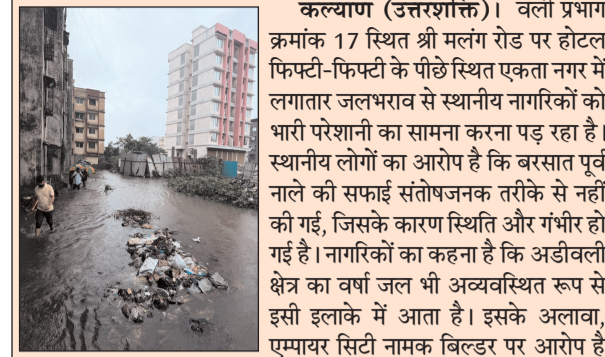 कल्याण (उत्तरशक्ति)। वली प्रभाग
क्रमांक 17 स्थित श्री मलंग रोड पर होटल
फिफ्टी-फिफ्टी के पीछे स्थित एकता नगर में
लगातार जलभराव से स्थानीय नागरिकों को
भारी परेशानी का सामना करना पड़ रहा है।
स्थानीय लोगों का आरोप है कि बरसात पूर्व
नाले की सफाई संतोषजनक तरीके से नहीं
की गई, जिसके कारण स्थिति और गंभीर हो
गई है। नागरिकों का कहना है कि अडीवली
क्षेत्र का वर्षा जल भी अव्यवस्थित रूप से
इसी इलाके में आता है। इसके अलावा,
एम्पायर सिटी नामक बिल्डर पर आरोप है